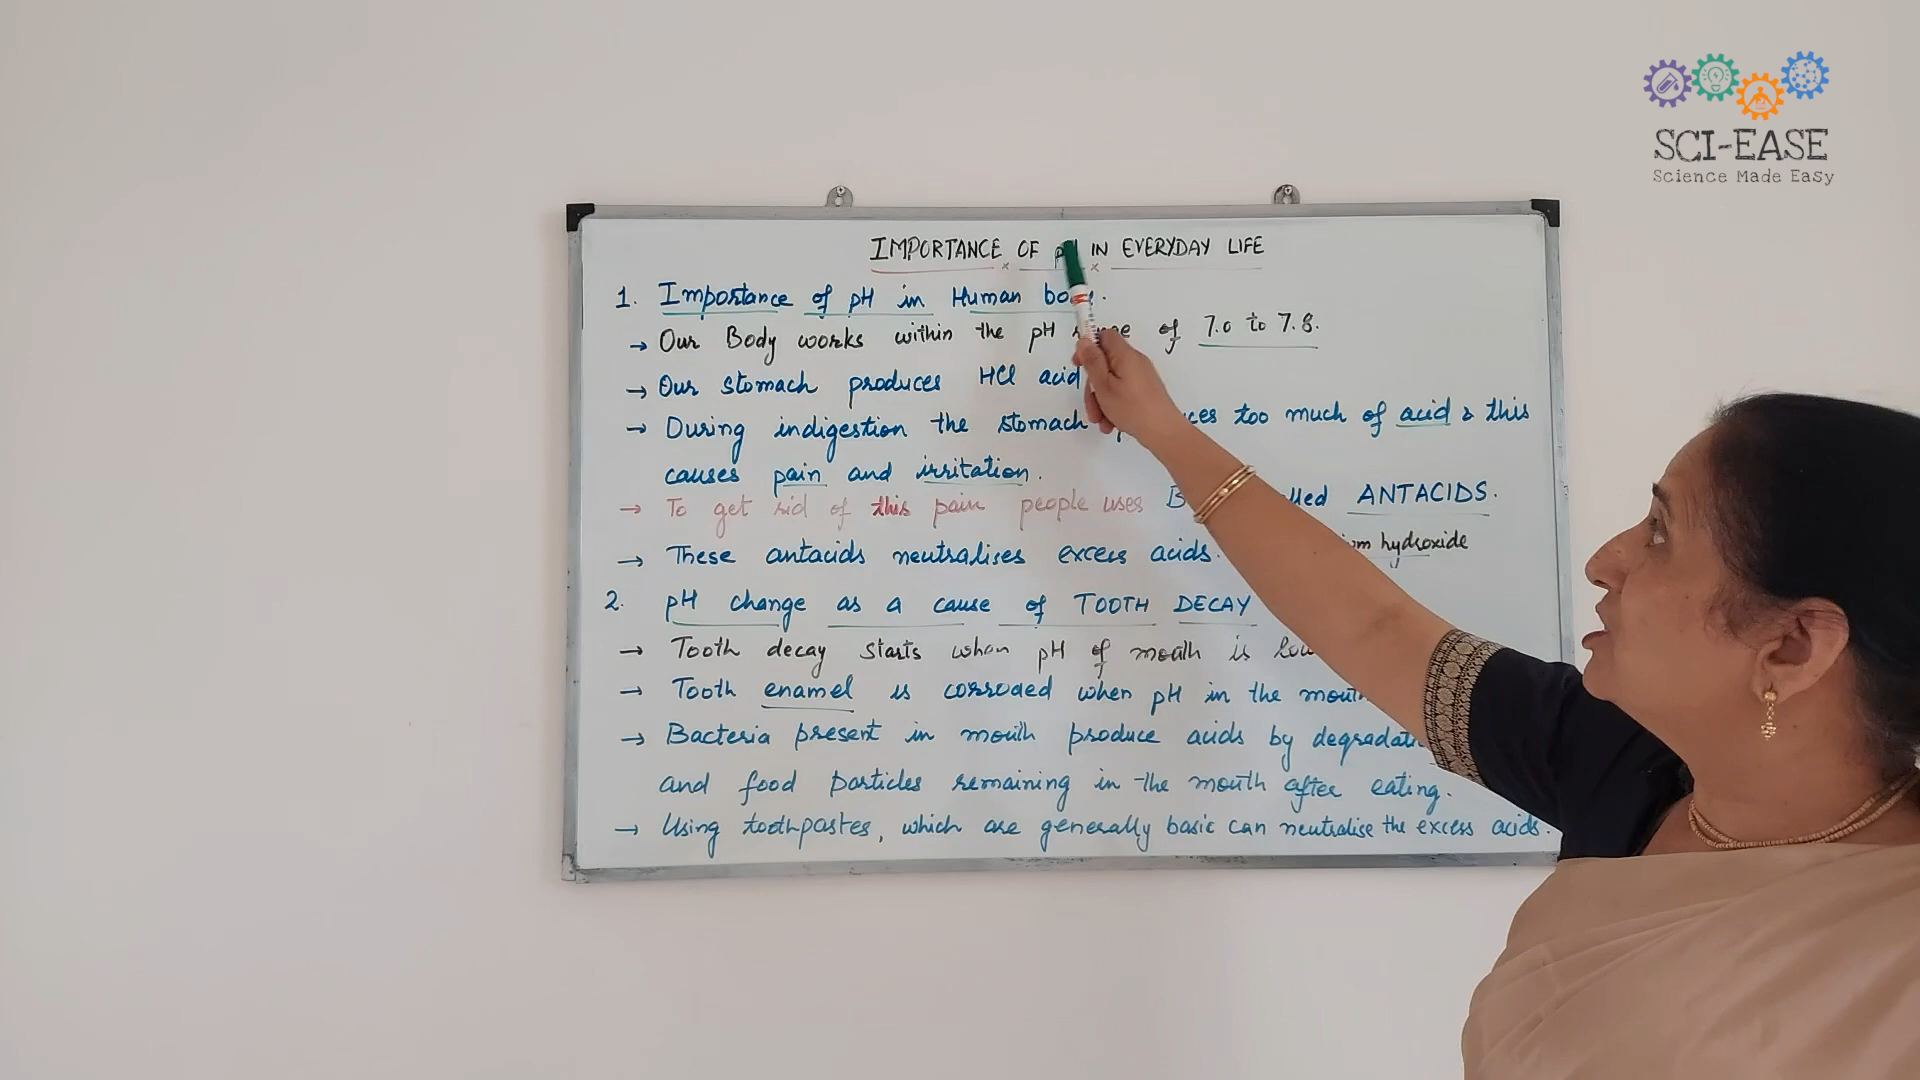 SCI-EASE
Science Made Easy
IMPORTANCE OF pH IN EVERYDAY LIFE
1. Importance of pH in Human body.
→ Our Body works within the pH range of 7.0 to 7.8.
→ Our stomach produces HCl acid
→ During indigestion the stomach produces too much of acid & this
causes pain and irritation.
→ To get rid of this pain people uses called ANTACIDS.
→ These antacids neutralises excess acids. hydroxide
2. pH change as a cause of TOOTH DECAY
→ Tooth decay starts when pH of mouth is
→ Tooth enamel is corroded when pH in the mouth
→ Bacteria present in mouth produce acids by
and food particles remaining in the mouth after eating.
→ Using toothpastes, which are generally basic can neutralise the excess acids.